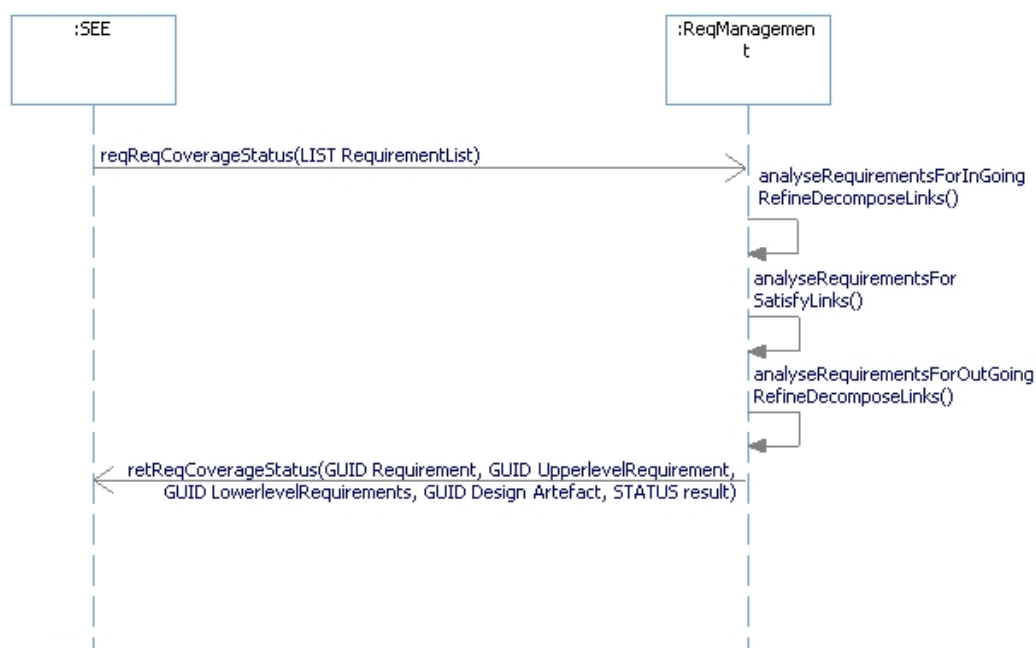 :SEE
:ReqManagemen
t
reqReqCoverageStatus(LIST RequirementList)
analyseRequirementsForInGoing
RefineDecomposeLinks()
analyseRequirementsFor
SatisfyLinks()
analyseRequirementsForOutGoing
RefineDecomposeLinks()
retReqCoverageStatus(GUID Requirement, GUID UpperlevelRequirement,
GUID LowerlevelRequirements, GUID Design Artefact, STATUS result)